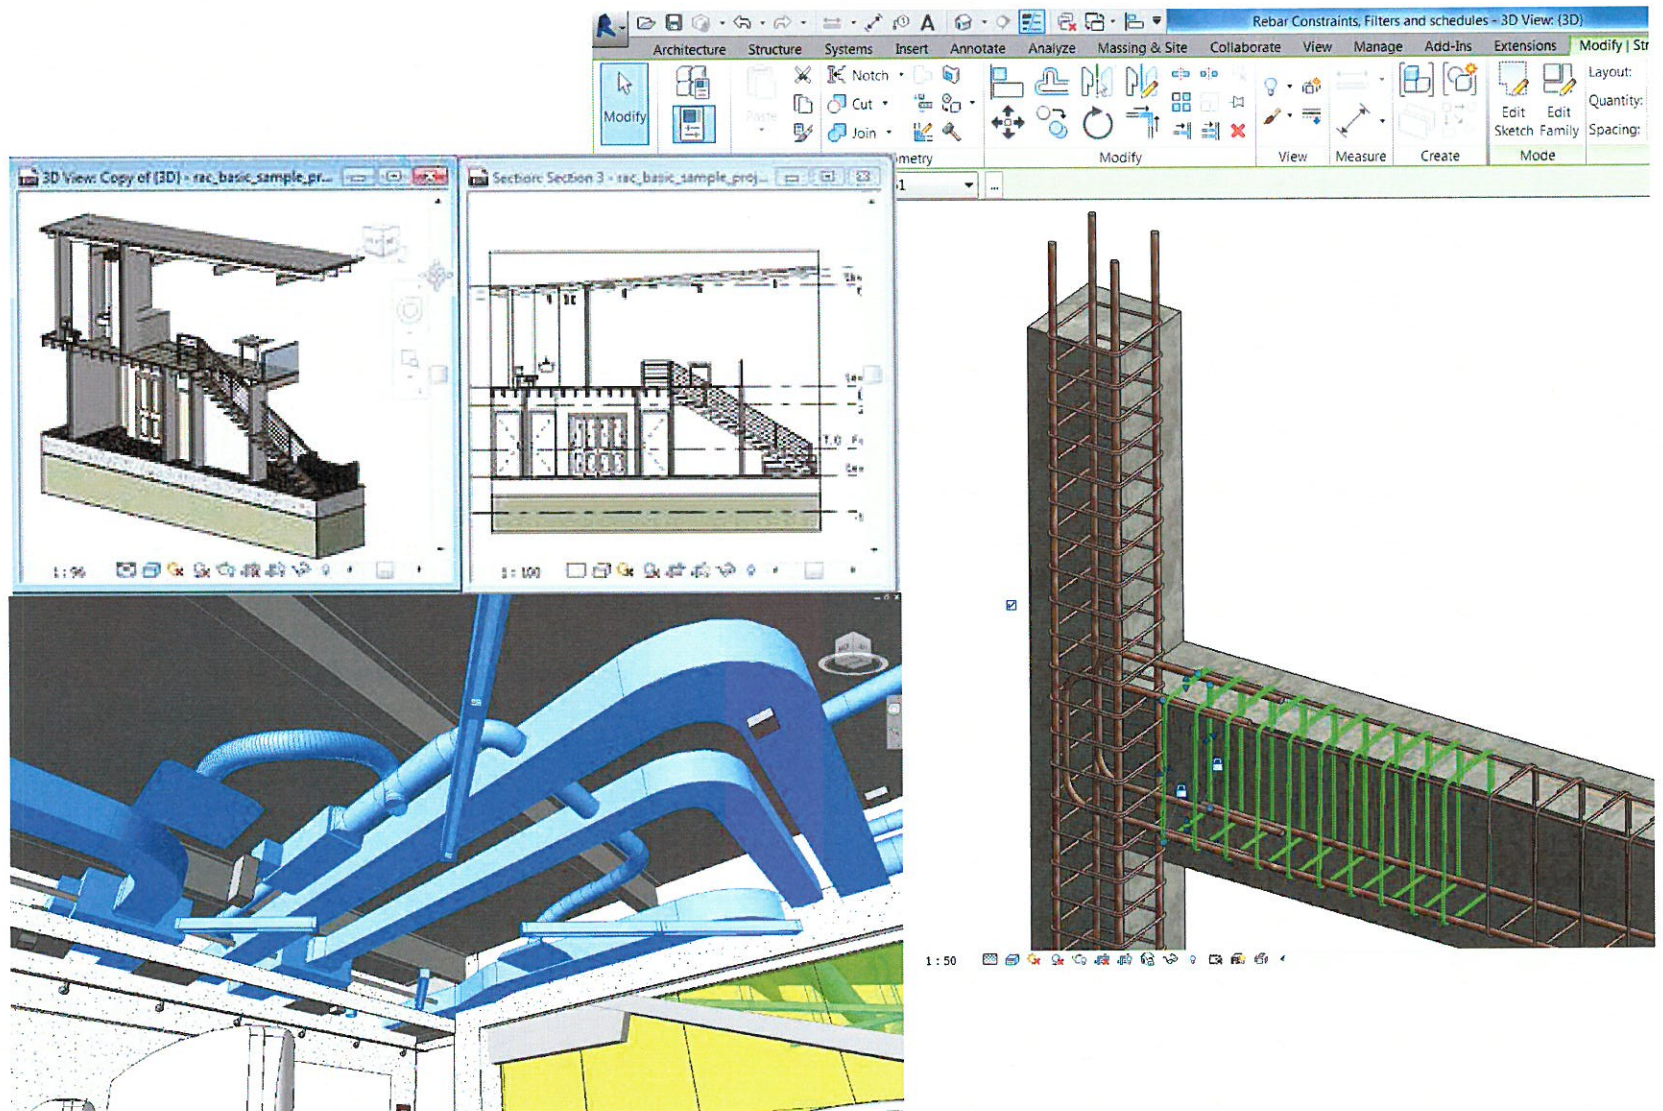 Rebar Constraints, Filters and schedules - 3D View: {3D}
Architecture Structure Systems Insert Annotate Analyze Massing & Site Collaborate View Manage Add-Ins Extensions Modify | Str
Notch
Layout:
Cut
Quantity:
Modify
Paste
Edit Sketch
Edit Family
Join
Spacing:
metry
Modify
View
Measure
Create
Mode
3D View: Copy of {3D} - rac_basic_sample_pr...
Section: Section 3 - rac_basic_sample_proj...
1 : 96
1 : 100
1 : 50